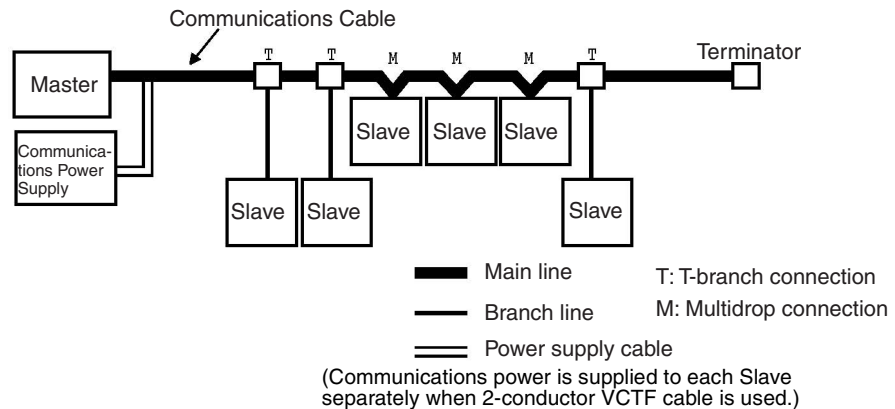 Communications Cable
T
T
M
M
M
T
Terminator
Master
Slave
Slave
Slave
Communica-
tions Power
Supply
Slave
Slave
Slave
Main line
T: T-branch connection
Branch line
M: Multidrop connection
Power supply cable
(Communications power is supplied to each Slave
separately when 2-conductor VCTF cable is used.)